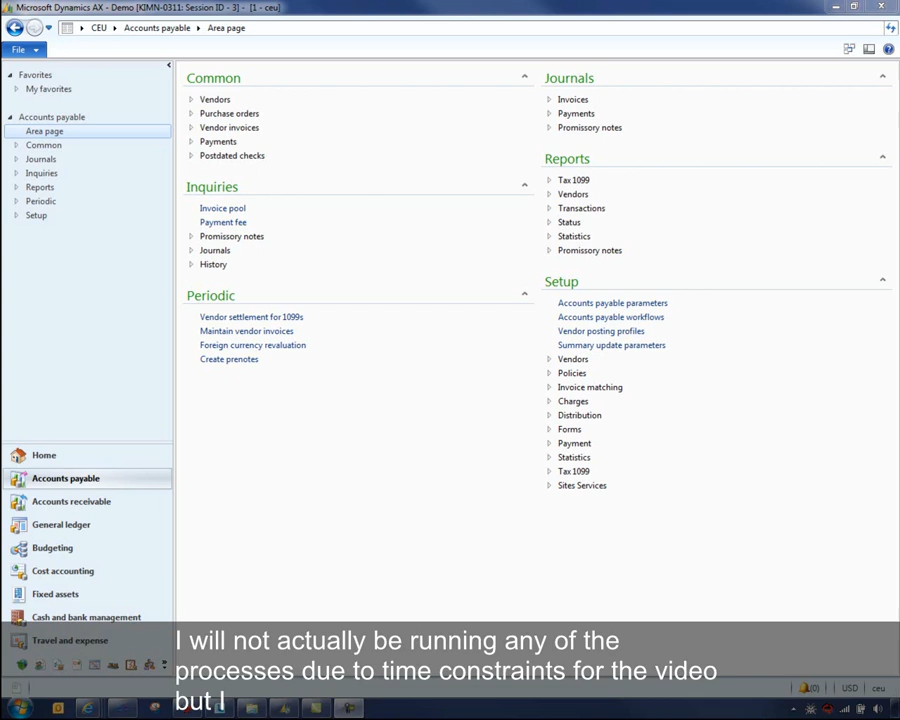 Microsoft Dynamics AX - Demo [KIMN-0311: Session ID - 3] - [1 - ceu]
CEU
Accounts payable
Area page
File
Favorites
My favorites
Accounts payable
Area page
Common
Journals
Inquiries
Reports
Periodic
Setup
Common
Vendors
Purchase orders
Vendor invoices
Payments
Postdated checks
Inquiries
Invoice pool
Payment fee
Promissory notes
Journals
History
Periodic
Vendor settlement for 1099s
Maintain vendor invoices
Foreign currency revaluation
Create prenotes
Journals
Invoices
Payments
Promissory notes
Reports
Tax 1099
Vendors
Transactions
Status
Statistics
Promissory notes
Setup
Accounts payable parameters
Accounts payable workflows
Vendor posting profiles
Summary update parameters
Vendors
Policies
Invoice matching
Charges
Distribution
Forms
Payment
Statistics
Tax 1099
Sites Services
Home
Accounts payable
Accounts receivable
General ledger
Budgeting
Cost accounting
Fixed assets
Cash and bank management
Travel and expense
I will not actually be running any of the
processes due to time constraints for the video
but I
(0)
USD
ceu